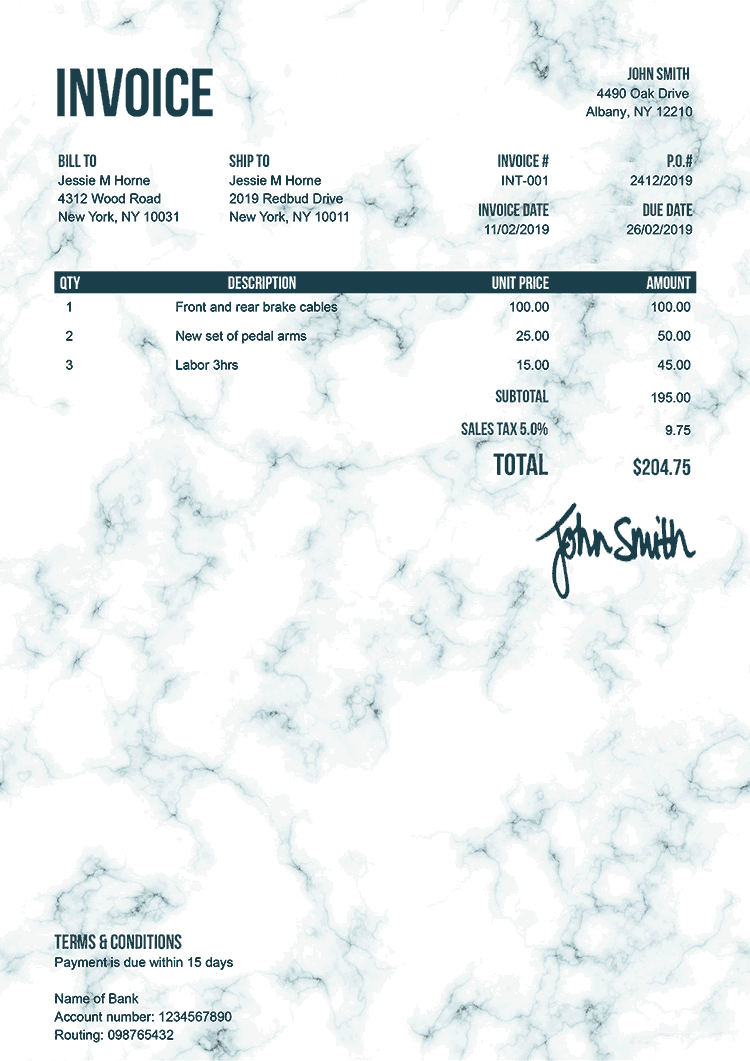 INVOICE
JOHN SMITH
4490 Oak Drive
Albany, NY 12210
BILL TO
Jessie M Horne
4312 Wood Road
New York, NY 10031
SHIP TO
Jessie M Horne
2019 Redbud Drive
New York, NY 10011
INVOICE #
INT-001
INVOICE DATE
11/02/2019
P.O.#
2412/2019
DUE DATE
26/02/2019
QTY DESCRIPTION UNIT PRICE AMOUNT
1 Front and rear brake cables 100.00 100.00
2 New set of pedal arms 25.00 50.00
3 Labor 3hrs 15.00 45.00
SUBTOTAL 195.00
SALES TAX 5.0% 9.75
TOTAL $204.75
John Smith
TERMS & CONDITIONS
Payment is due within 15 days
Name of Bank
Account number: 1234567890
Routing: 098765432